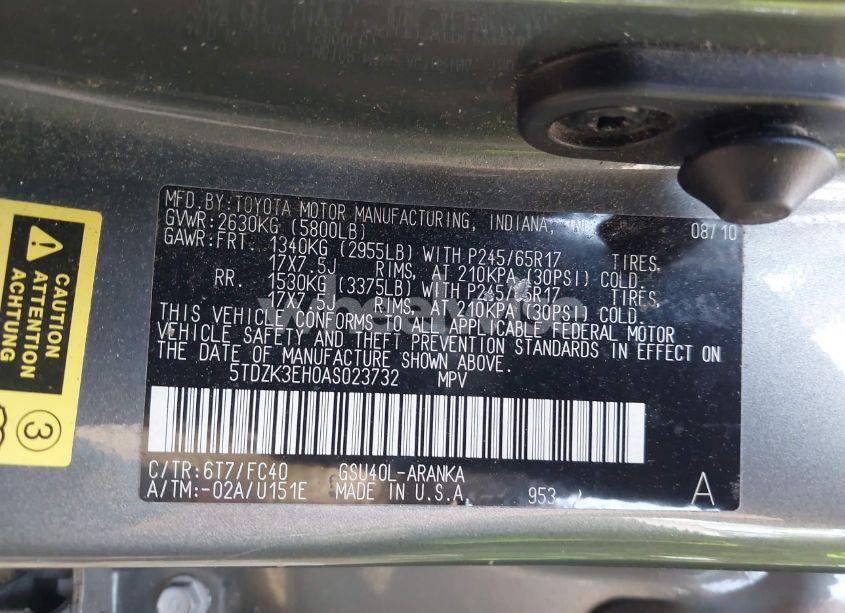 MFD.BY:TOYOTA MOTOR MANUFACTURING, INDIANA,
GVWR:2630KG (5800LB) 08/10
GAWR:FRT. 1340KG (2955LB) WITH P245/65R17 TIRES,
17X7.5J RIMS, AT 210KPA (30PSI) COLD.
RR. 1530KG (3375LB) WITH P245/65R17 TIRES,
17X7.5J RIMS, AT 210KPA (30PSI) COLD.
THIS VEHICLE CONFORMS TO ALL APPLICABLE FEDERAL MOTOR
VEHICLE SAFETY AND THEFT PREVENTION STANDARDS IN EFFECT ON
THE DATE OF MANUFACTURE SHOWN ABOVE.
5TDZK3EH0AS023732 MPV
C/TR:6T7/FC40 GSU40L-ARANKA
A/TM:-02A/U151E MADE IN U.S.A. 953 A
CAUTION
ATTENTION
3